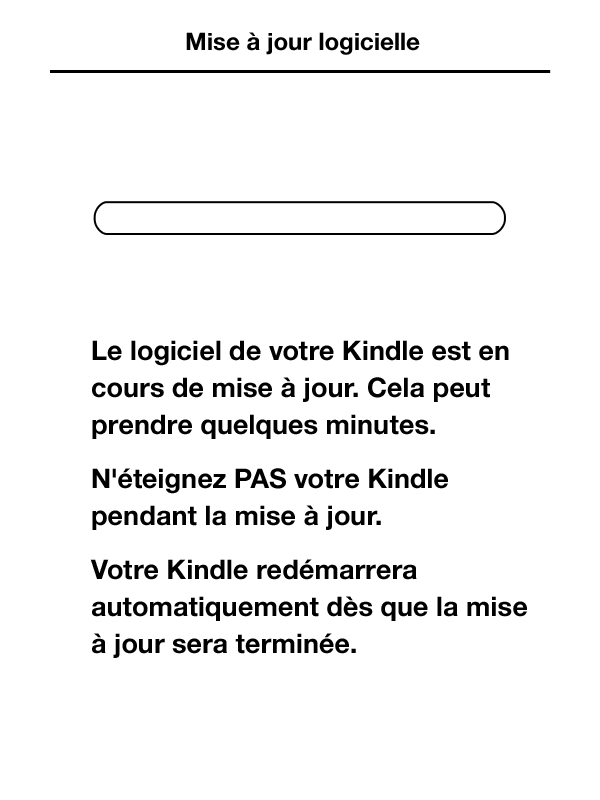 Mise à jour logicielle
Le logiciel de votre Kindle est en
cours de mise à jour. Cela peut
prendre quelques minutes.
N'éteignez PAS votre Kindle
pendant la mise à jour.
Votre Kindle redémarrera
automatiquement dès que la mise
à jour sera terminée.